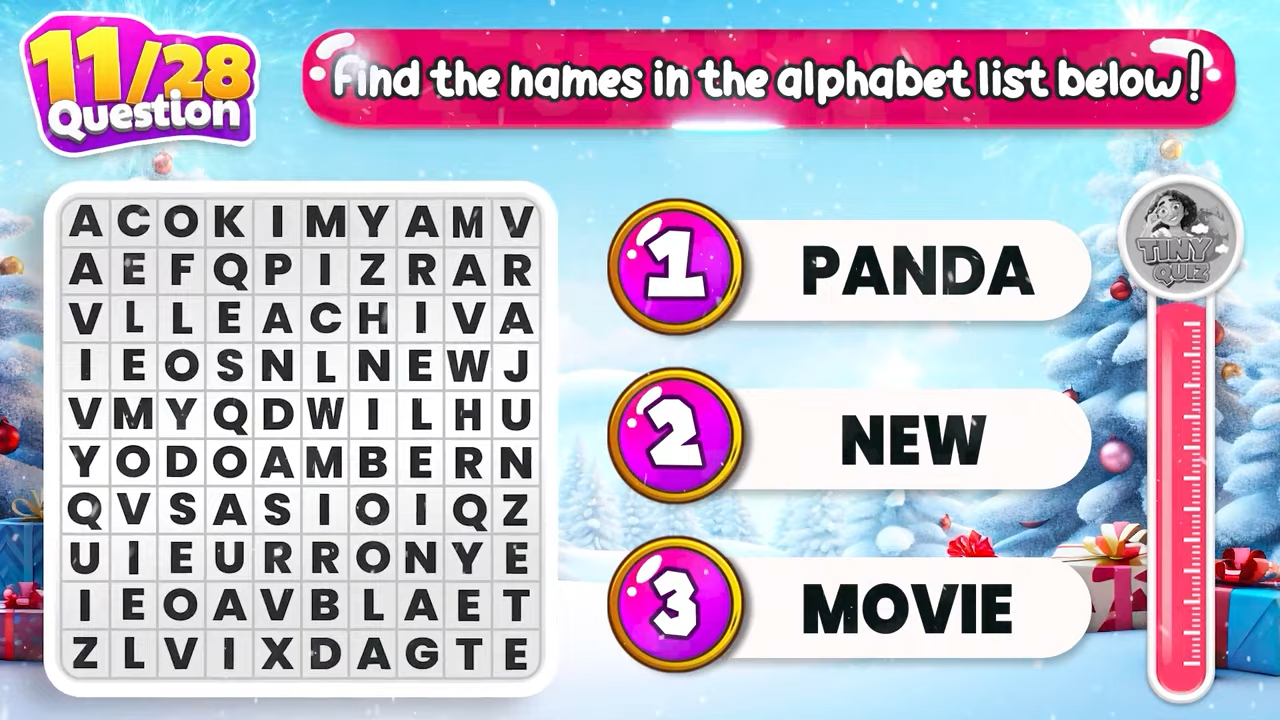 11/28
Question
Find the names in the alphabet list below!
A C O K I M Y A M V
A E F Q P I Z R A R
V L L E A C H I V A
I E O S N L N E W J
V M Y Q D W I L H U
Y O D O A M B E R N
Q V S A S I O I Q Z
U I E U R R O N Y E
I E O A V B L A E T
Z L V I X D A G T E
1 PANDA
2 NEW
3 MOVIE
TINY
QUIZ